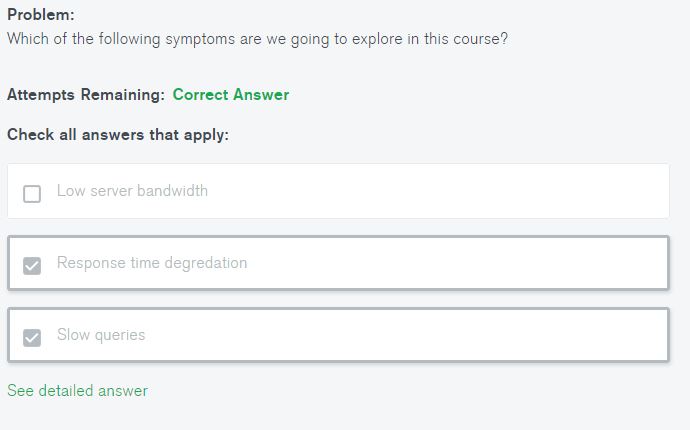 Problem:
Which of the following symptoms are we going to explore in this course?
Attempts Remaining: Correct Answer
Check all answers that apply:
Low server bandwidth
Response time degredation
Slow queries
See detailed answer